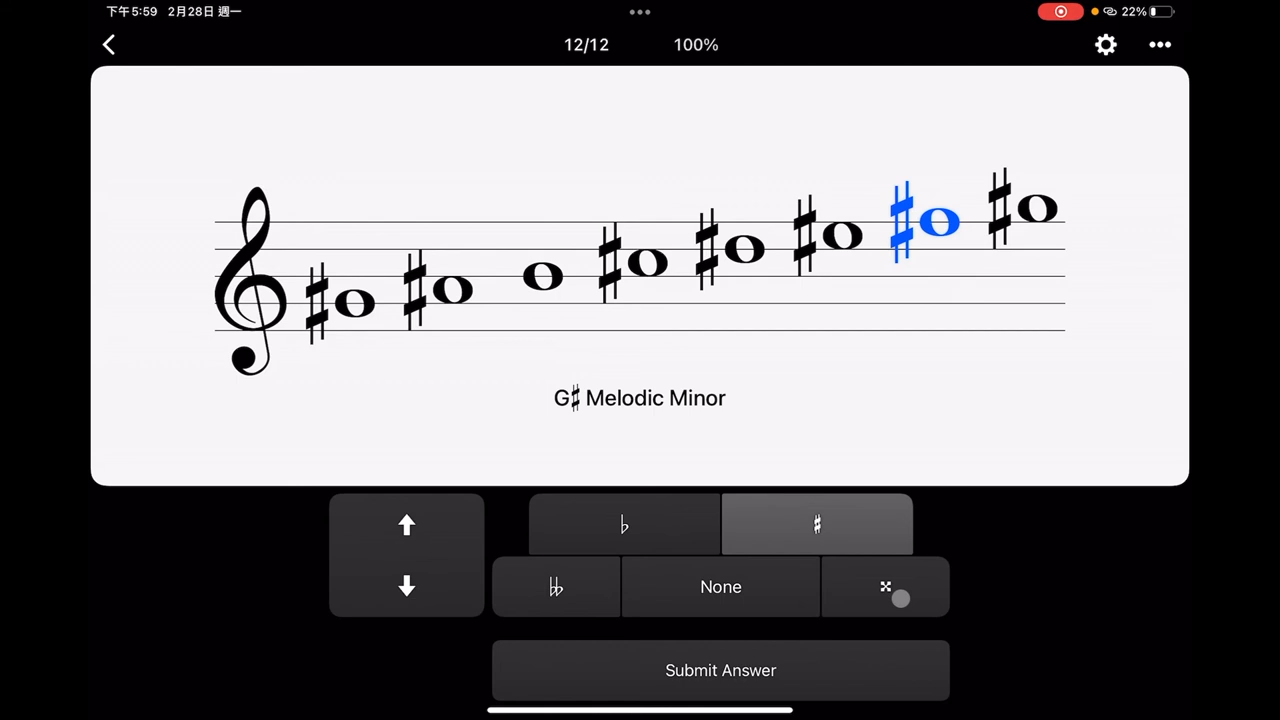 下午5:59 2月28日 週一
22%
12/12 100%
G♯ Melodic Minor
♭ ♯
𝄫 None 𝄪
Submit Answer